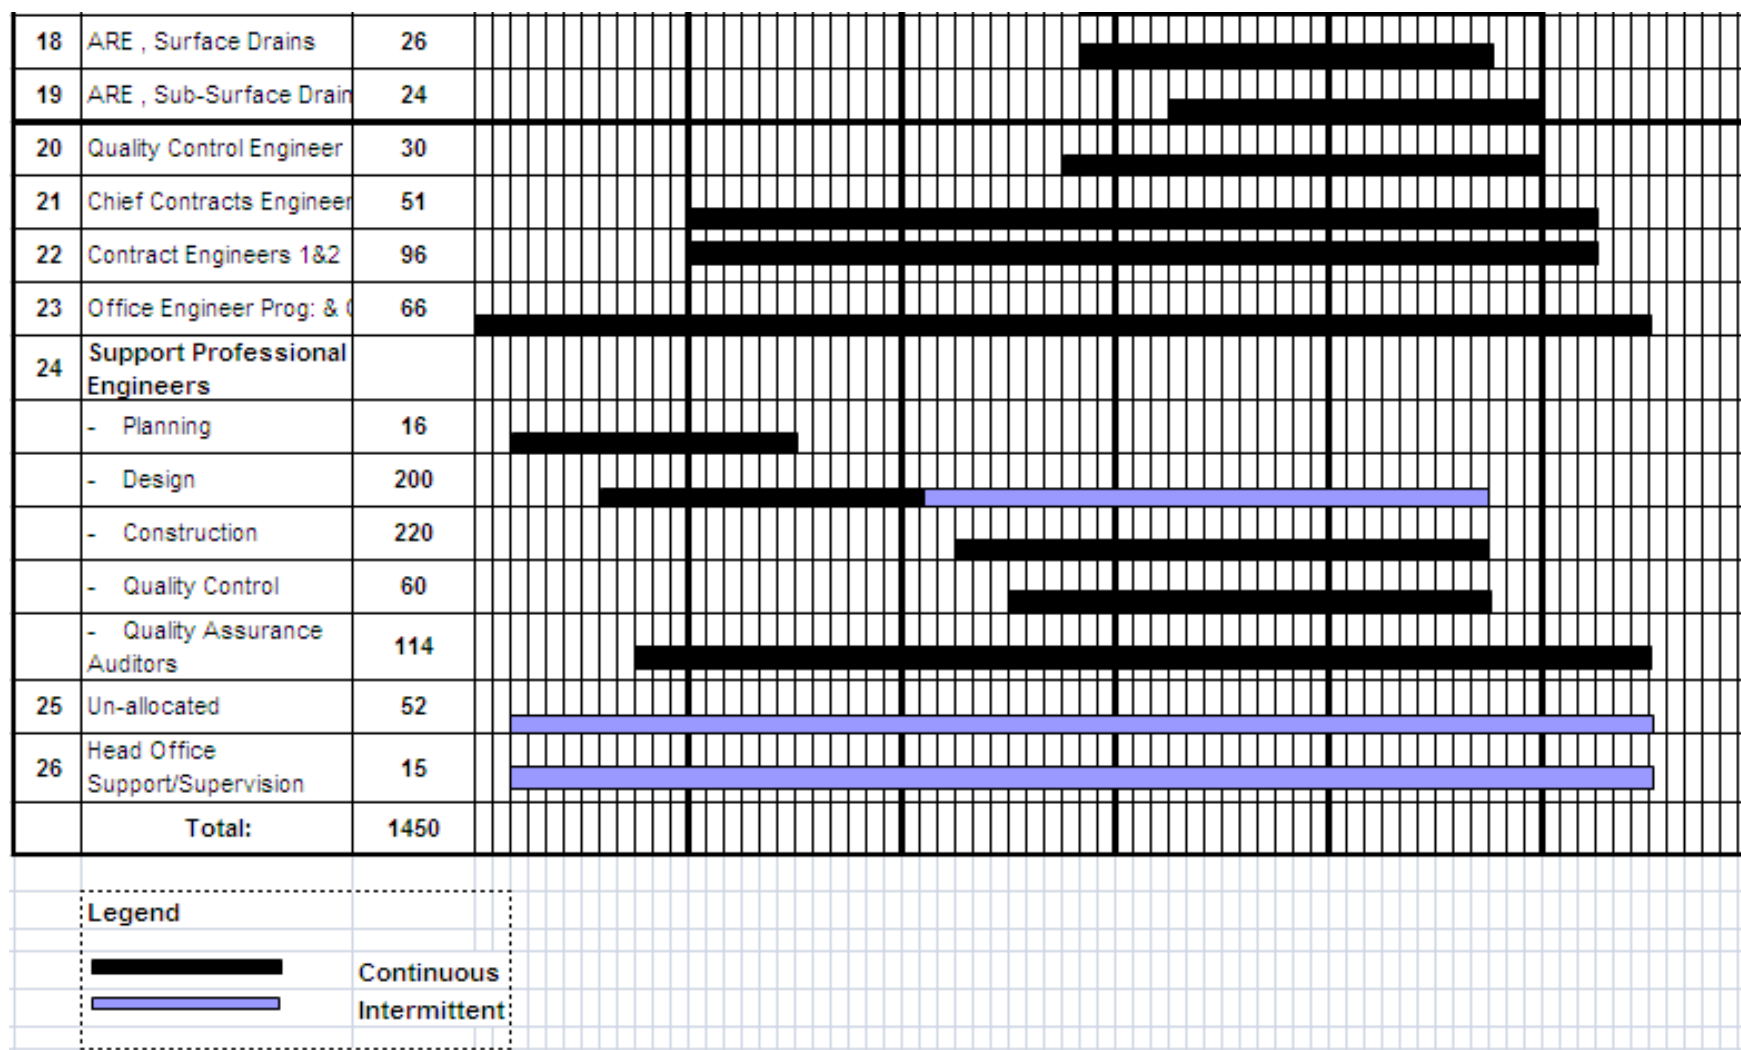 18 ARE , Surface Drains 26
19 ARE , Sub-Surface Drain 24
20 Quality Control Engineer 30
21 Chief Contracts Engineer 51
22 Contract Engineers 1&2 96
23 Office Engineer Prog: & 66
24 Support Professional
Engineers
- Planning 16
- Design 200
- Construction 220
- Quality Control 60
- Quality Assurance
Auditors 114
25 Un-allocated 52
26 Head Office
Support/Supervision 15
Total: 1450
Legend
Continuous
Intermittent